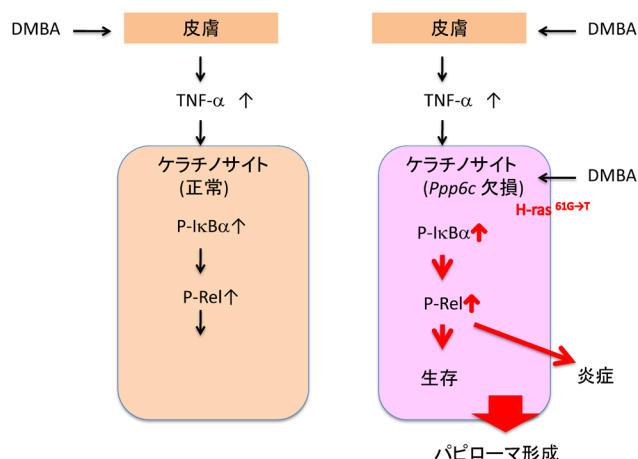 DMBA
皮膚
TNF-α ↑
ケラチノサイト
(正常)
P-IκBα↑
P-Rel↑
皮膚
DMBA
TNF-α ↑
ケラチノサイト
(Ppp6c 欠損)
DMBA
H-ras 61G→T
P-IκBα↑
P-Rel↑
生存
炎症
パピローマ形成